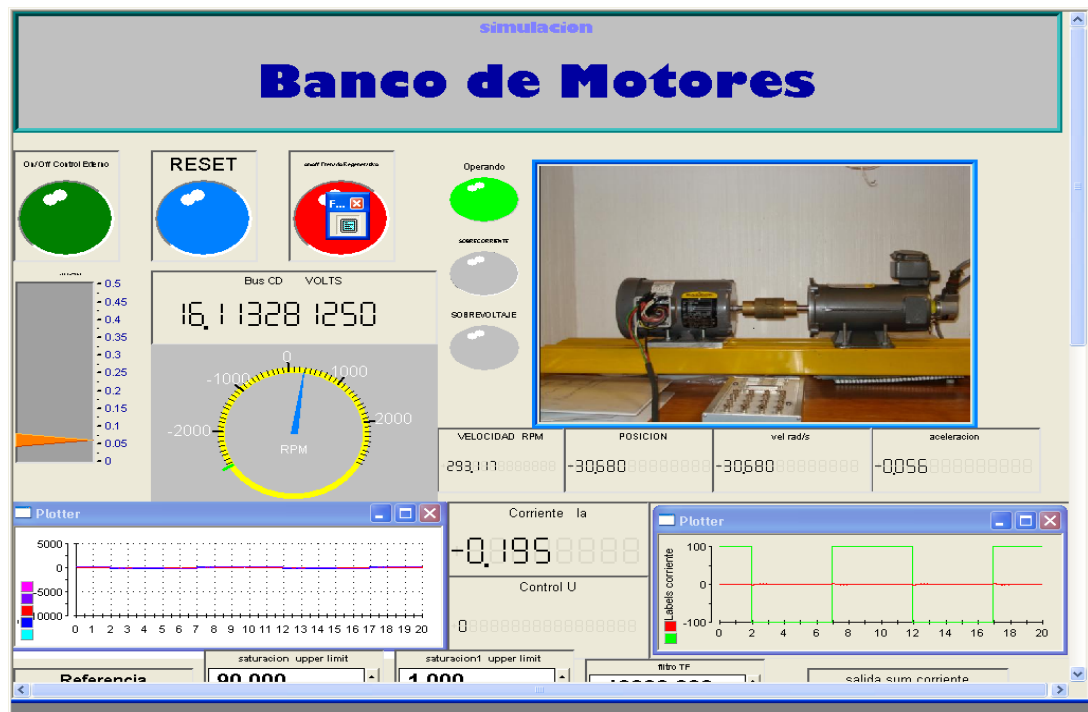 simulacion
Banco de Motores
On/Off Control Externo
RESET
Operando
SOBRECORRIENTE
SOBREVOLTAJE
F...
0.5
0.45
0.4
0.35
0.3
0.25
0.2
0.15
0.1
0.05
0
Bus CD VOLTS
16,113281250
0
-1000
1000
-2000
2000
RPM
VELOCIDAD RPM
POSICION
vel rad/s
aceleracion
-293,117
-30,680
-30,680
-0,056
Plotter
5000
0
-5000
10000
0 1 2 3 4 5 6 7 8 9 10 11 12 13 14 15 16 17 18 19 20
Corriente Ia
-0,195
Control U
-0
Plotter
Labels corriente
100
0
-100
0 2 4 6 8 10 12 14 16 18 20
Referencia
saturacion upper limit
90.000
saturacion1 upper limit
1.000
filtro TF
salida sum corriente